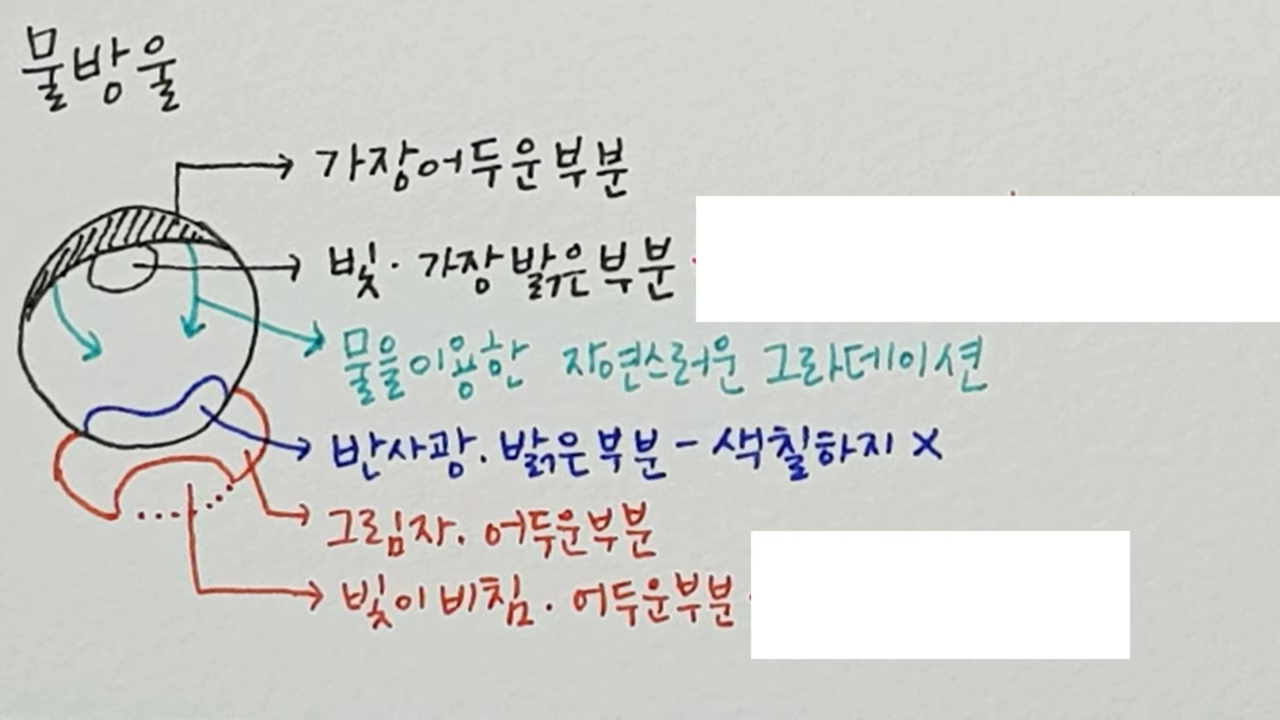 물방울
가장어두운부분
빛·가장밝은부분
물을이용한 자연스러운 그라데이션
반사광. 밝은부분 - 색칠하지 X
그림자. 어두운부분
빛이비침. 어두운부분